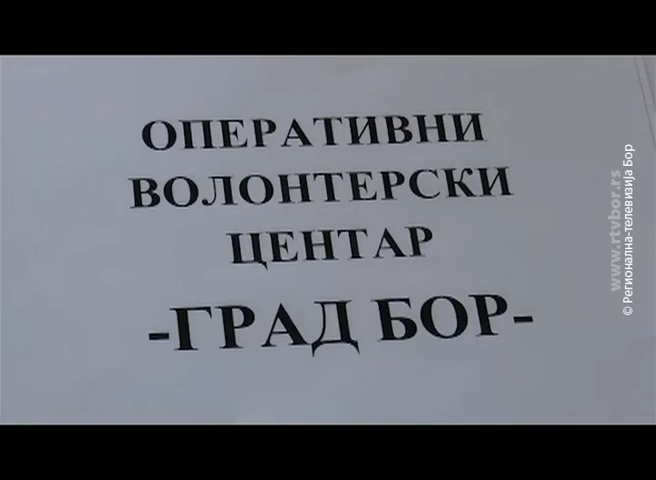 ОПЕРАТИВНИ
ВОЛОНТЕРСКИ
ЦЕНТАР
-ГРАД БОР-
www.rtvbor.rs
© Регионална-телевизија Бор